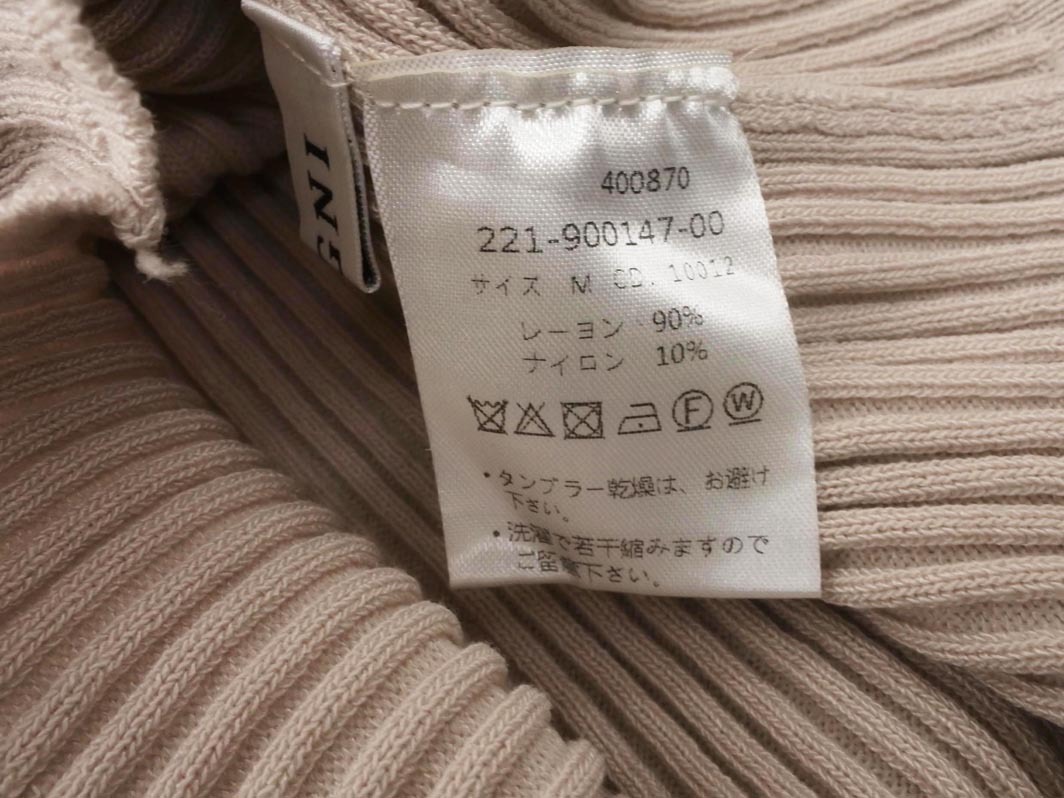 GNI
400870
221-900147-00
サイズ M CD. 10012
レーヨン 90%
ナイロン 10%
F W
・タンブラー乾燥は、お避け
下さい。
・洗濯で若干縮みますので
ご留意下さい。